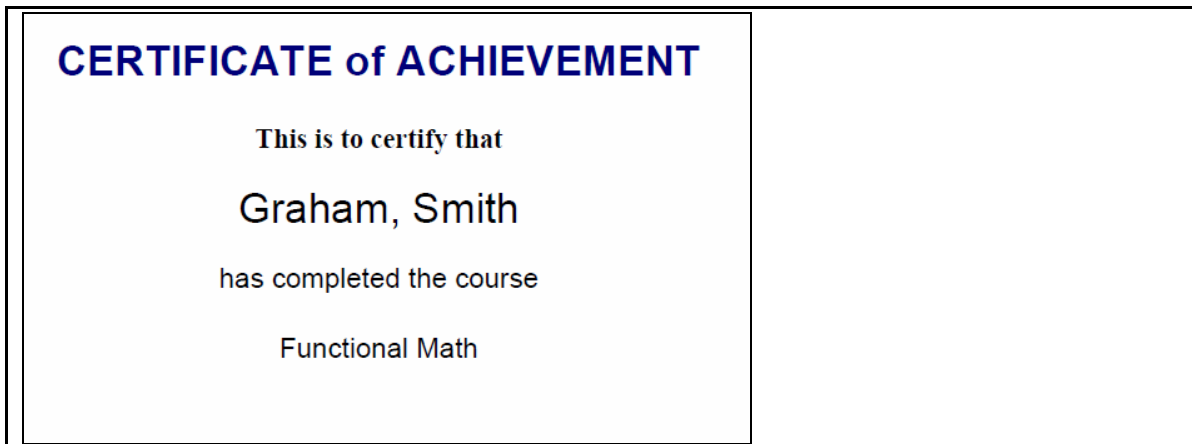 CERTIFICATE of ACHIEVEMENT
This is to certify that
Graham, Smith
has completed the course
Functional Math